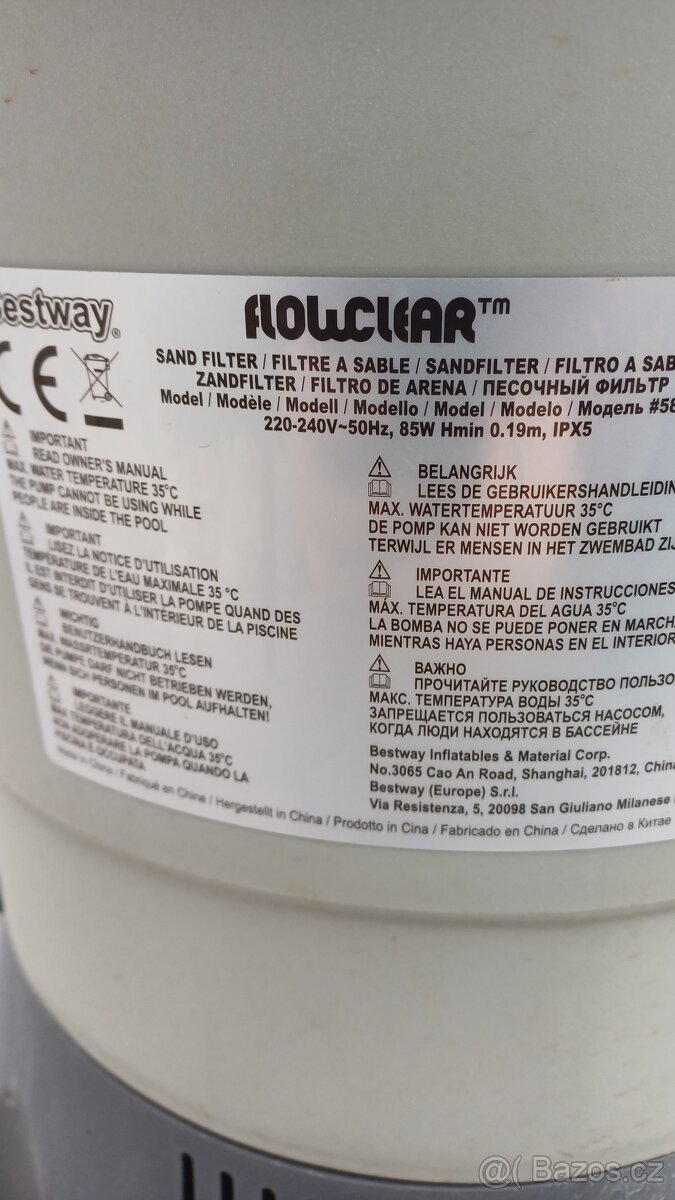 Bestway®
FLOWCLEAR™
SAND FILTER / FILTRE A SABLE / SANDFILTER / FILTRO A SAB
ZANDFILTER / FILTRO DE ARENA / ПЕСОЧНЫЙ ФИЛЬТР
Model / Modèle / Modell / Modello / Model / Modelo / Модель #58
220-240V~50Hz, 85W Hmin 0.19m, IPX5
CE
IMPORTANT
READ OWNER'S MANUAL
MAX. WATER TEMPERATURE 35°C
THE PUMP CANNOT BE USING WHILE
PEOPLE ARE INSIDE THE POOL
IMPORTANT
LISEZ LA NOTICE D'UTILISATION
TEMPÉRATURE DE L'EAU MAXIMALE 35 °C
IL EST INTERDIT D'UTILISER LA POMPE QUAND DES
GENS SE TROUVENT À L'INTÉRIEUR DE LA PISCINE
WICHTIG
BENUTZERHANDBUCH LESEN
MAX. WASSRTEMPERATUR 35°C
DIE PUMPE DARF NICHT BETRIEBEN WERDEN,
WENN SICH PERSONEN IM POOL AUFHALTEN!
IMPORTANTE
LEGGERE IL MANUALE D'USO
MAX TEMPERATURA DELL'ACQUA 35°C
NON ADOPERARE LA POMPA QUANDO LA
PISCINA È OCCUPATA
BELANGRIJK
LEES DE GEBRUIKERSHANDLEIDIN
MAX. WATERTEMPERATUUR 35°C
DE POMP KAN NIET WORDEN GEBRUIKT
TERWIJL ER MENSEN IN HET ZWEMBAD ZIJ
IMPORTANTE
LEA EL MANUAL DE INSTRUCCIONES
MÁX. TEMPERATURA DEL AGUA 35°C
LA BOMBA NO SE PUEDE PONER EN MARCH
MIENTRAS HAYA PERSONAS EN EL INTERIOR
ВАЖНО
ПРОЧИТАЙТЕ РУКОВОДСТВО ПОЛЬЗО
МАКС. ТЕМПЕРАТУРА ВОДЫ 35°C
ЗАПРЕЩАЕТСЯ ПОЛЬЗОВАТЬСЯ НАСОСОМ,
КОГДА ЛЮДИ НАХОДЯТСЯ В БАССЕЙНЕ
Bestway Inflatables & Material Corp.
No.3065 Cao An Road, Shanghai, 201812, China
Bestway (Europe) S.r.l.
Via Resistenza, 5, 20098 San Giuliano Milanese (
Made in China / Fabriqué en Chine / Hergestellt in China / Prodotto in Cina / Fabricado en China / Сделано в Китае
@( Bazos.cz